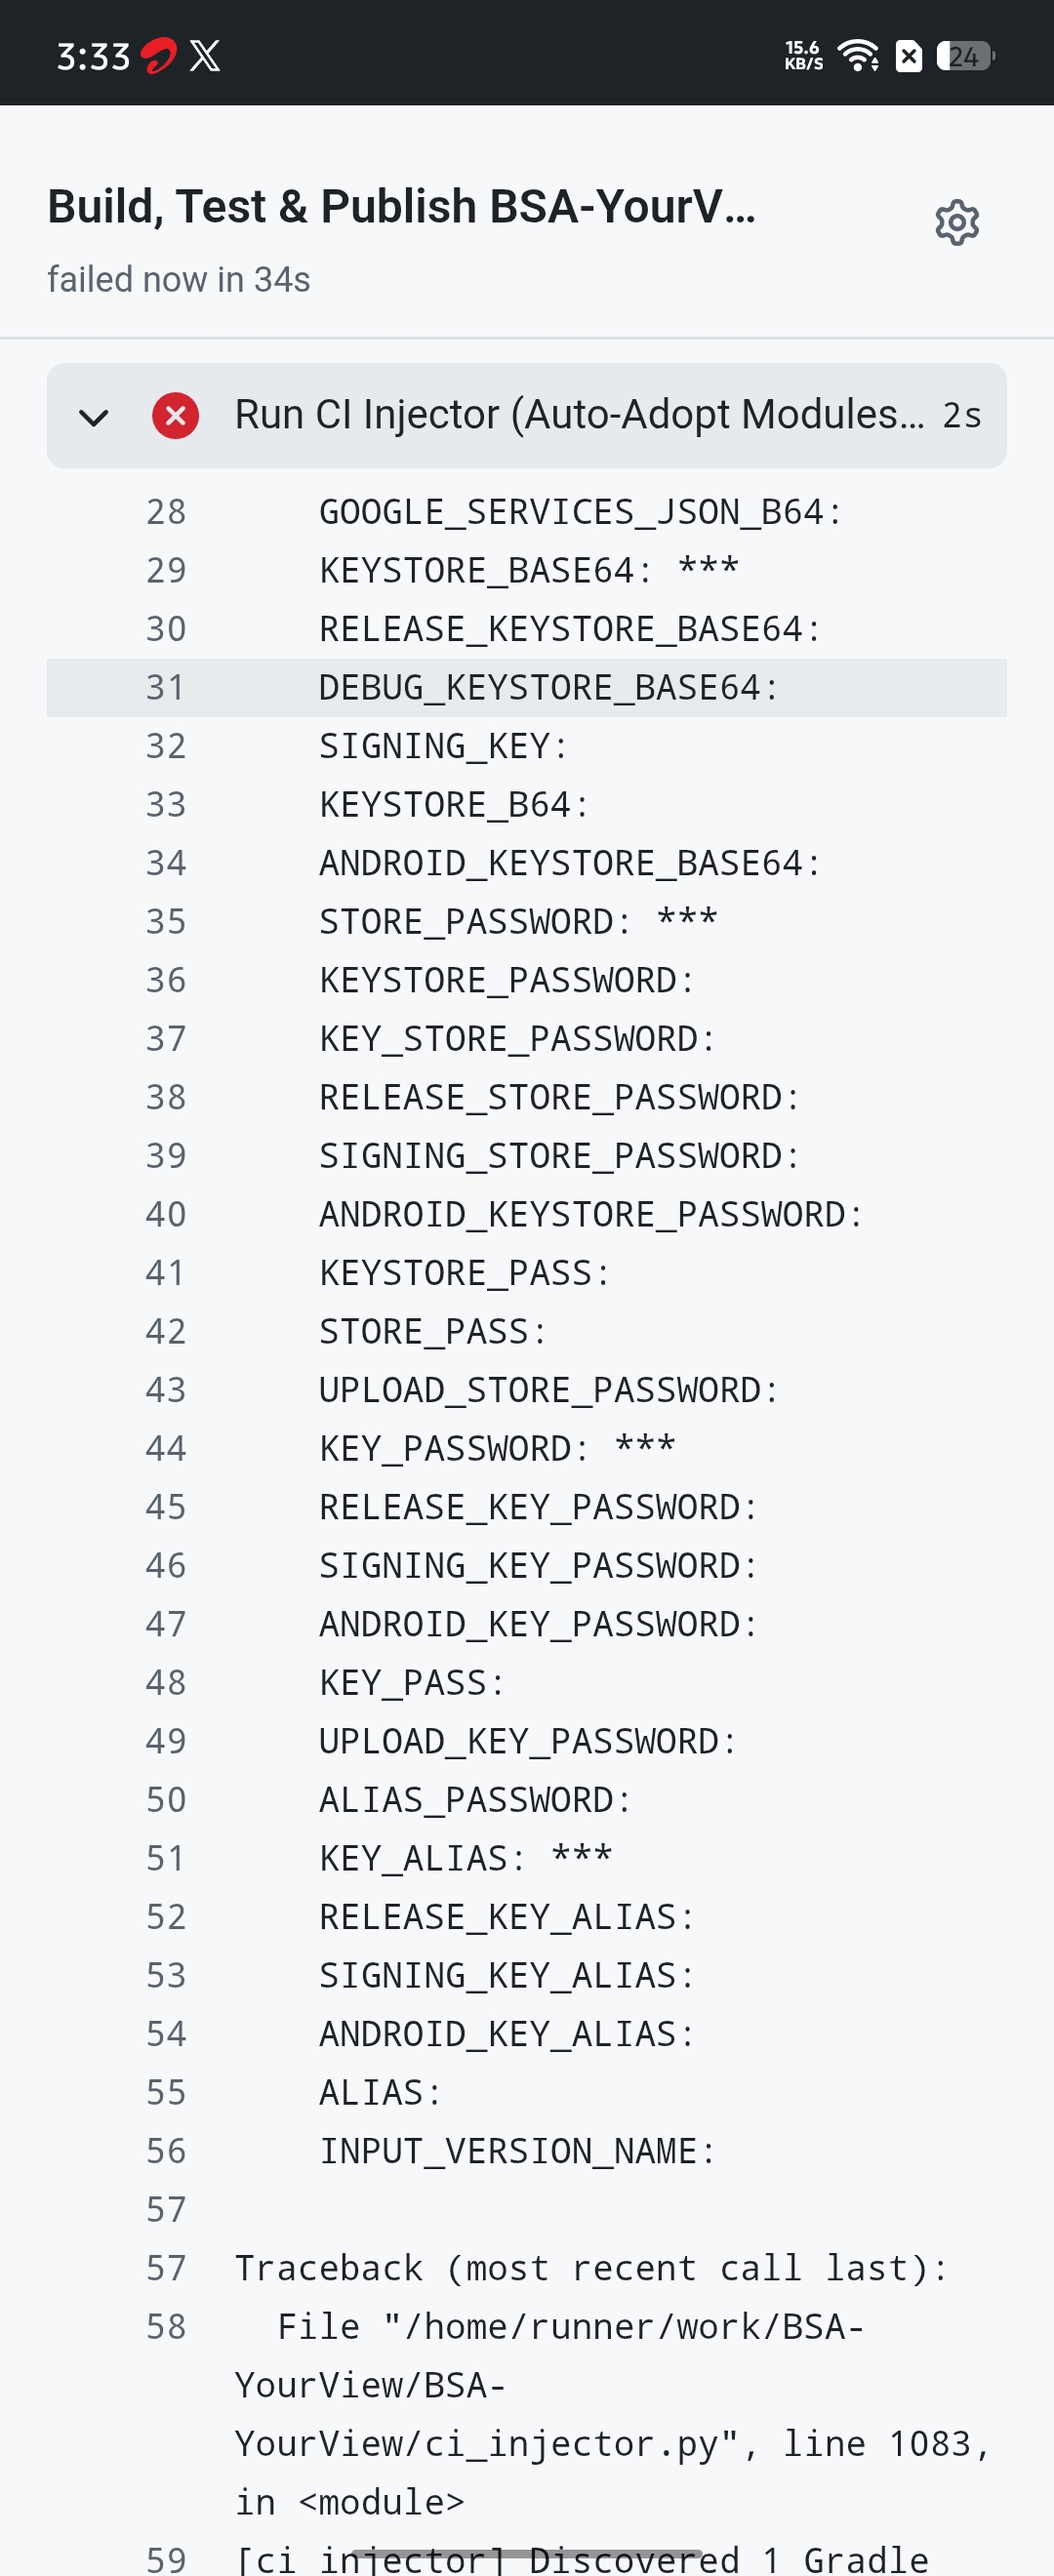 3:33
15.6
KB/S
24
Build, Test & Publish BSA-YourV...
failed now in 34s
Run CI Injector (Auto-Adopt Modules... 2s
28 GOOGLE_SERVICES_JSON_B64:
29 KEYSTORE_BASE64: ***
30 RELEASE_KEYSTORE_BASE64:
31 DEBUG_KEYSTORE_BASE64:
32 SIGNING_KEY:
33 KEYSTORE_B64:
34 ANDROID_KEYSTORE_BASE64:
35 STORE_PASSWORD: ***
36 KEYSTORE_PASSWORD:
37 KEY_STORE_PASSWORD:
38 RELEASE_STORE_PASSWORD:
39 SIGNING_STORE_PASSWORD:
40 ANDROID_KEYSTORE_PASSWORD:
41 KEYSTORE_PASS:
42 STORE_PASS:
43 UPLOAD_STORE_PASSWORD:
44 KEY_PASSWORD: ***
45 RELEASE_KEY_PASSWORD:
46 SIGNING_KEY_PASSWORD:
47 ANDROID_KEY_PASSWORD:
48 KEY_PASS:
49 UPLOAD_KEY_PASSWORD:
50 ALIAS_PASSWORD:
51 KEY_ALIAS: ***
52 RELEASE_KEY_ALIAS:
53 SIGNING_KEY_ALIAS:
54 ANDROID_KEY_ALIAS:
55 ALIAS:
56 INPUT_VERSION_NAME:
57
57 Traceback (most recent call last):
58 File "/home/runner/work/BSA-
YourView/BSA-
YourView/ci_injector.py", line 1083,
in <module>
59 [ci_injector] Discovered 1 Gradle